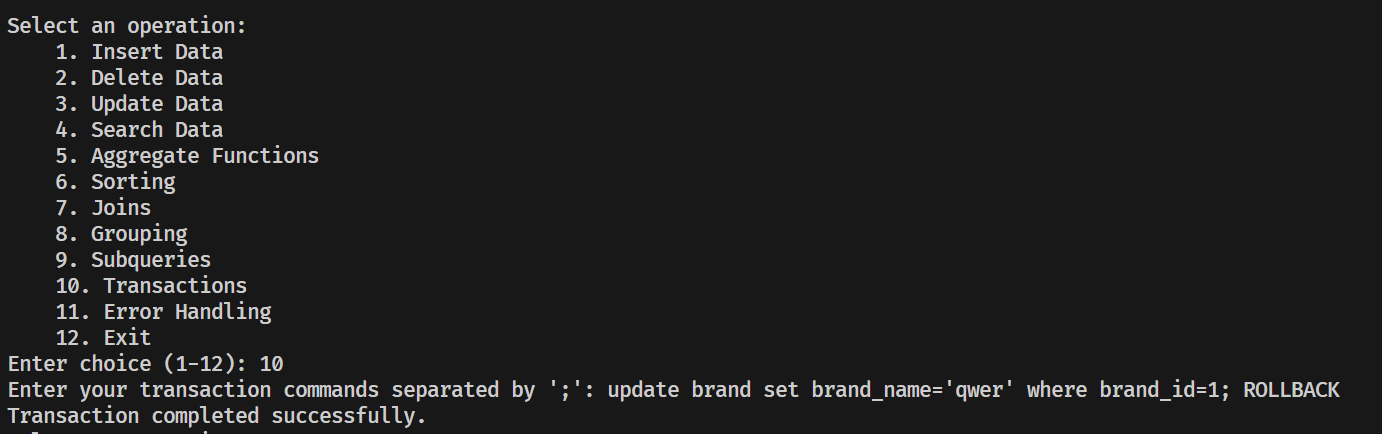 Select an operation:
    1. Insert Data
    2. Delete Data
    3. Update Data
    4. Search Data
    5. Aggregate Functions
    6. Sorting
    7. Joins
    8. Grouping
    9. Subqueries
    10. Transactions
    11. Error Handling
    12. Exit
Enter choice (1-12): 10
Enter your transaction commands separated by ';': update brand set brand_name='qwer' where brand_id=1; ROLLBACK
Transaction completed successfully.